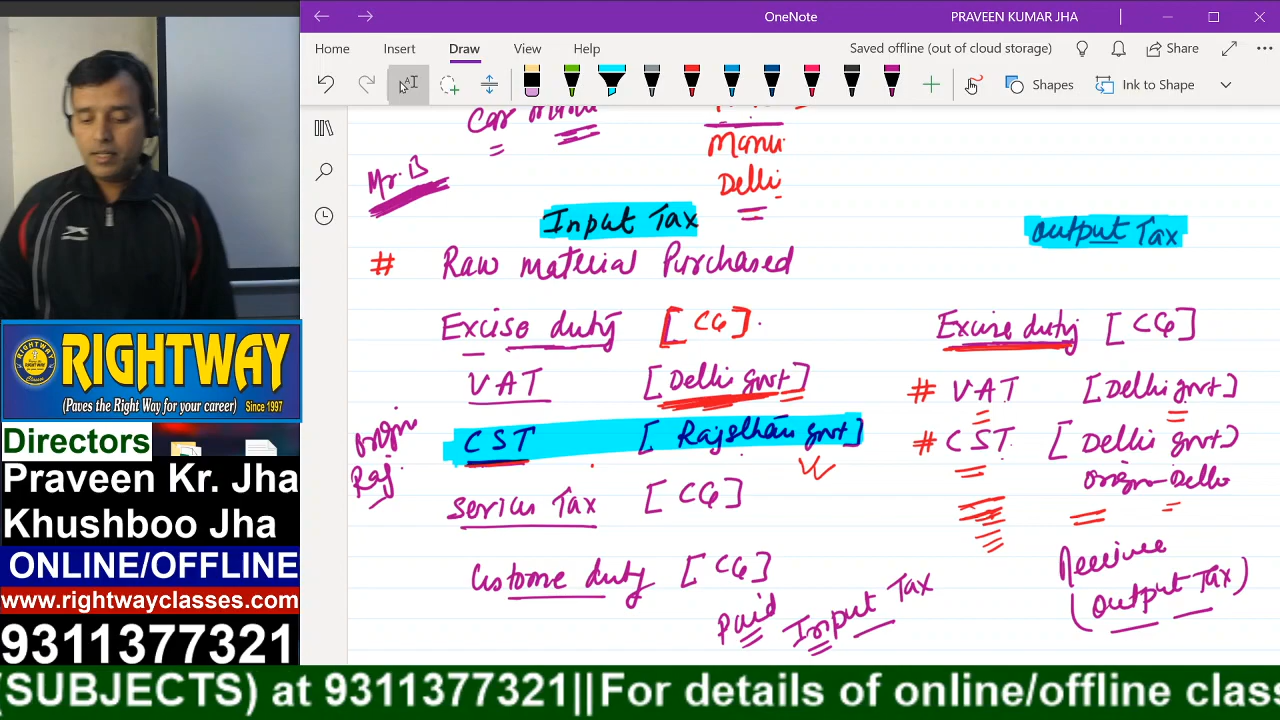 OneNote
PRAVEEN KUMAR JHA
Home Insert Draw View Help
Saved offline (out of cloud storage)
Share
Shapes
Ink to Shape
Car
Manu
Delhi
Mr. B
Input Tax
Output Tax
# Raw material Purchased
Excise duty [CG].
Excise duty [CG]
VAT [Delhi govt]
# VAT [Delhi govt]
origin
Raj
CST [Rajsthan govt]
# CST [Delhi govt]
origin - Delhi
Service Tax [CG]
Custome duty [CG]
Paid Input Tax
Receive
(Output Tax)
RIGHTWAY
(Paves the Right Way for your career) Since 1997
Directors
Praveen Kr. Jha
Khushboo Jha
ONLINE/OFFLINE
www.rightwayclasses.com
9311377321
(SUBJECTS) at 9311377321||For details of online/offline clas